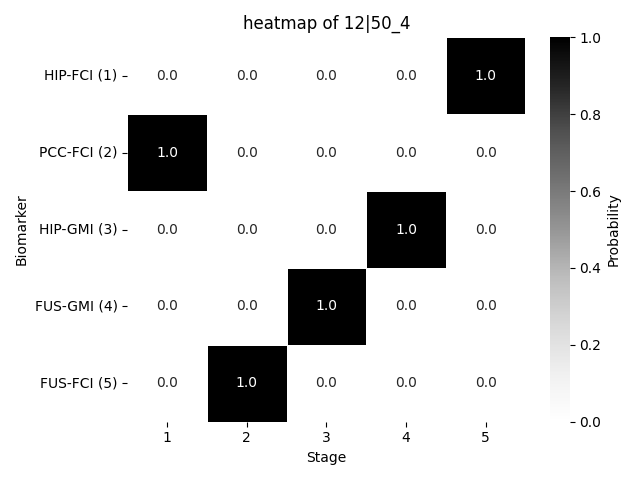 heatmap of 12|50_4
Biomarker
HIP-FCI (1)
0.0 0.0 0.0 0.0 1.0
PCC-FCI (2)
1.0 0.0 0.0 0.0 0.0
HIP-GMI (3)
0.0 0.0 0.0 1.0 0.0
FUS-GMI (4)
0.0 0.0 1.0 0.0 0.0
FUS-FCI (5)
0.0 1.0 0.0 0.0 0.0
1 2 3 4 5
Stage
1.0
0.8
0.6
0.4
0.2
0.0
Probability